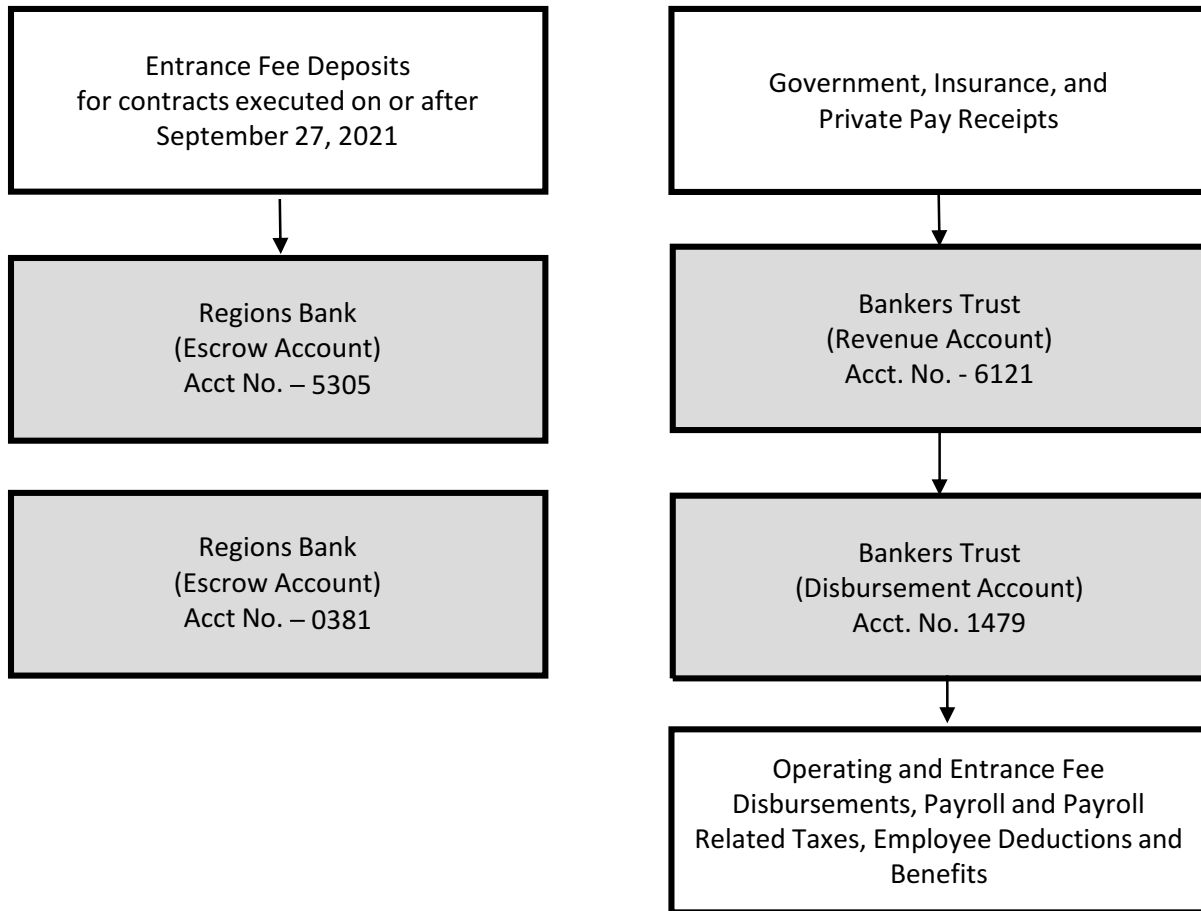 Entrance Fee Deposits
for contracts executed on or after
September 27, 2021
Regions Bank
(Escrow Account)
Acct No. – 5305
Regions Bank
(Escrow Account)
Acct No. – 0381
Government, Insurance, and
Private Pay Receipts
Bankers Trust
(Revenue Account)
Acct. No. - 6121
Bankers Trust
(Disbursement Account)
Acct. No. 1479
Operating and Entrance Fee
Disbursements, Payroll and Payroll
Related Taxes, Employee Deductions and
Benefits